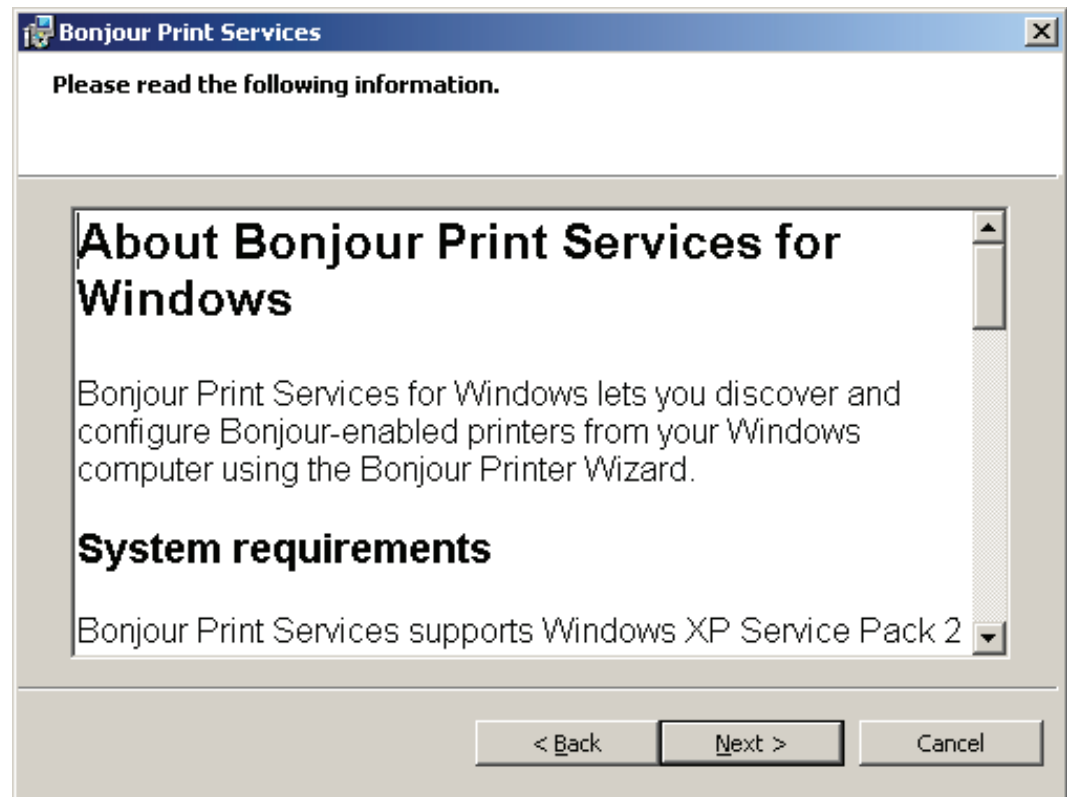 Bonjour Print Services
Please read the following information.
About Bonjour Print Services for
Windows
Bonjour Print Services for Windows lets you discover and
configure Bonjour-enabled printers from your Windows
computer using the Bonjour Printer Wizard.
System requirements
Bonjour Print Services supports Windows XP Service Pack 2
< Back Next > Cancel